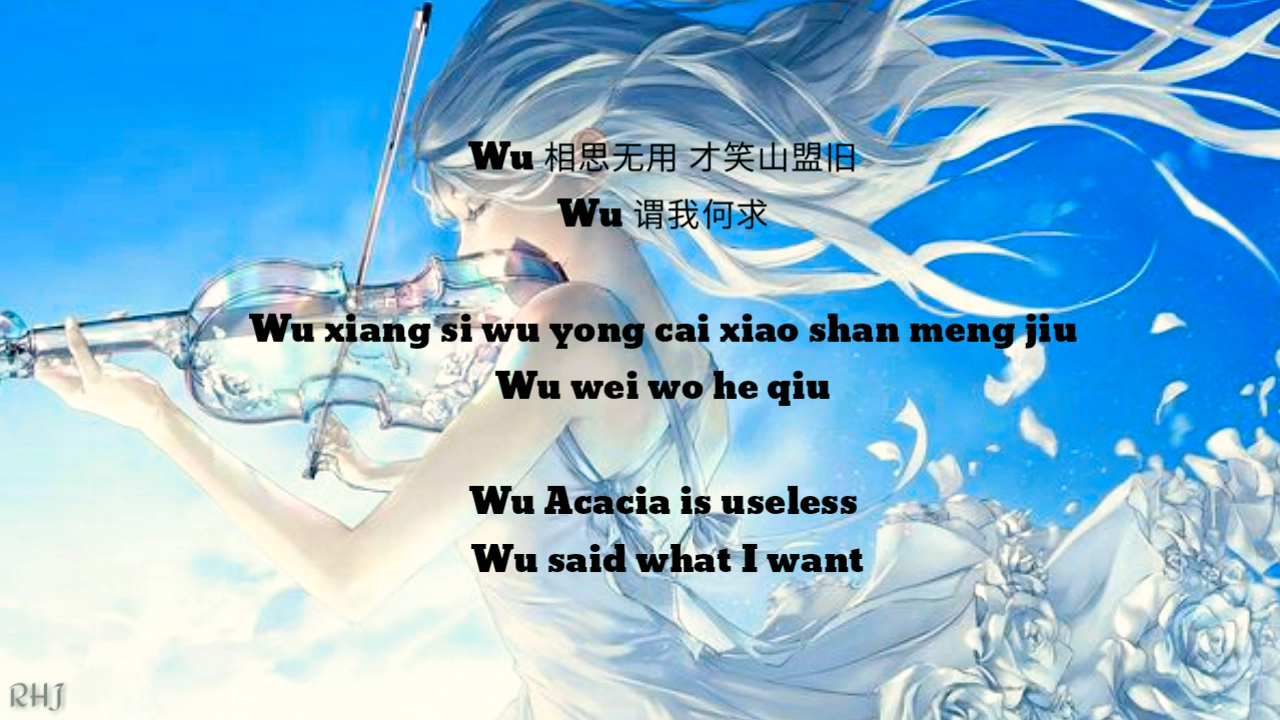 Wu 相思无用 才笑山盟旧
Wu 谓我何求
Wu xiang si wu yong cai xiao shan meng jiu
Wu wei wo he qiu
Wu Acacia is useless
Wu said what I want
RHJ